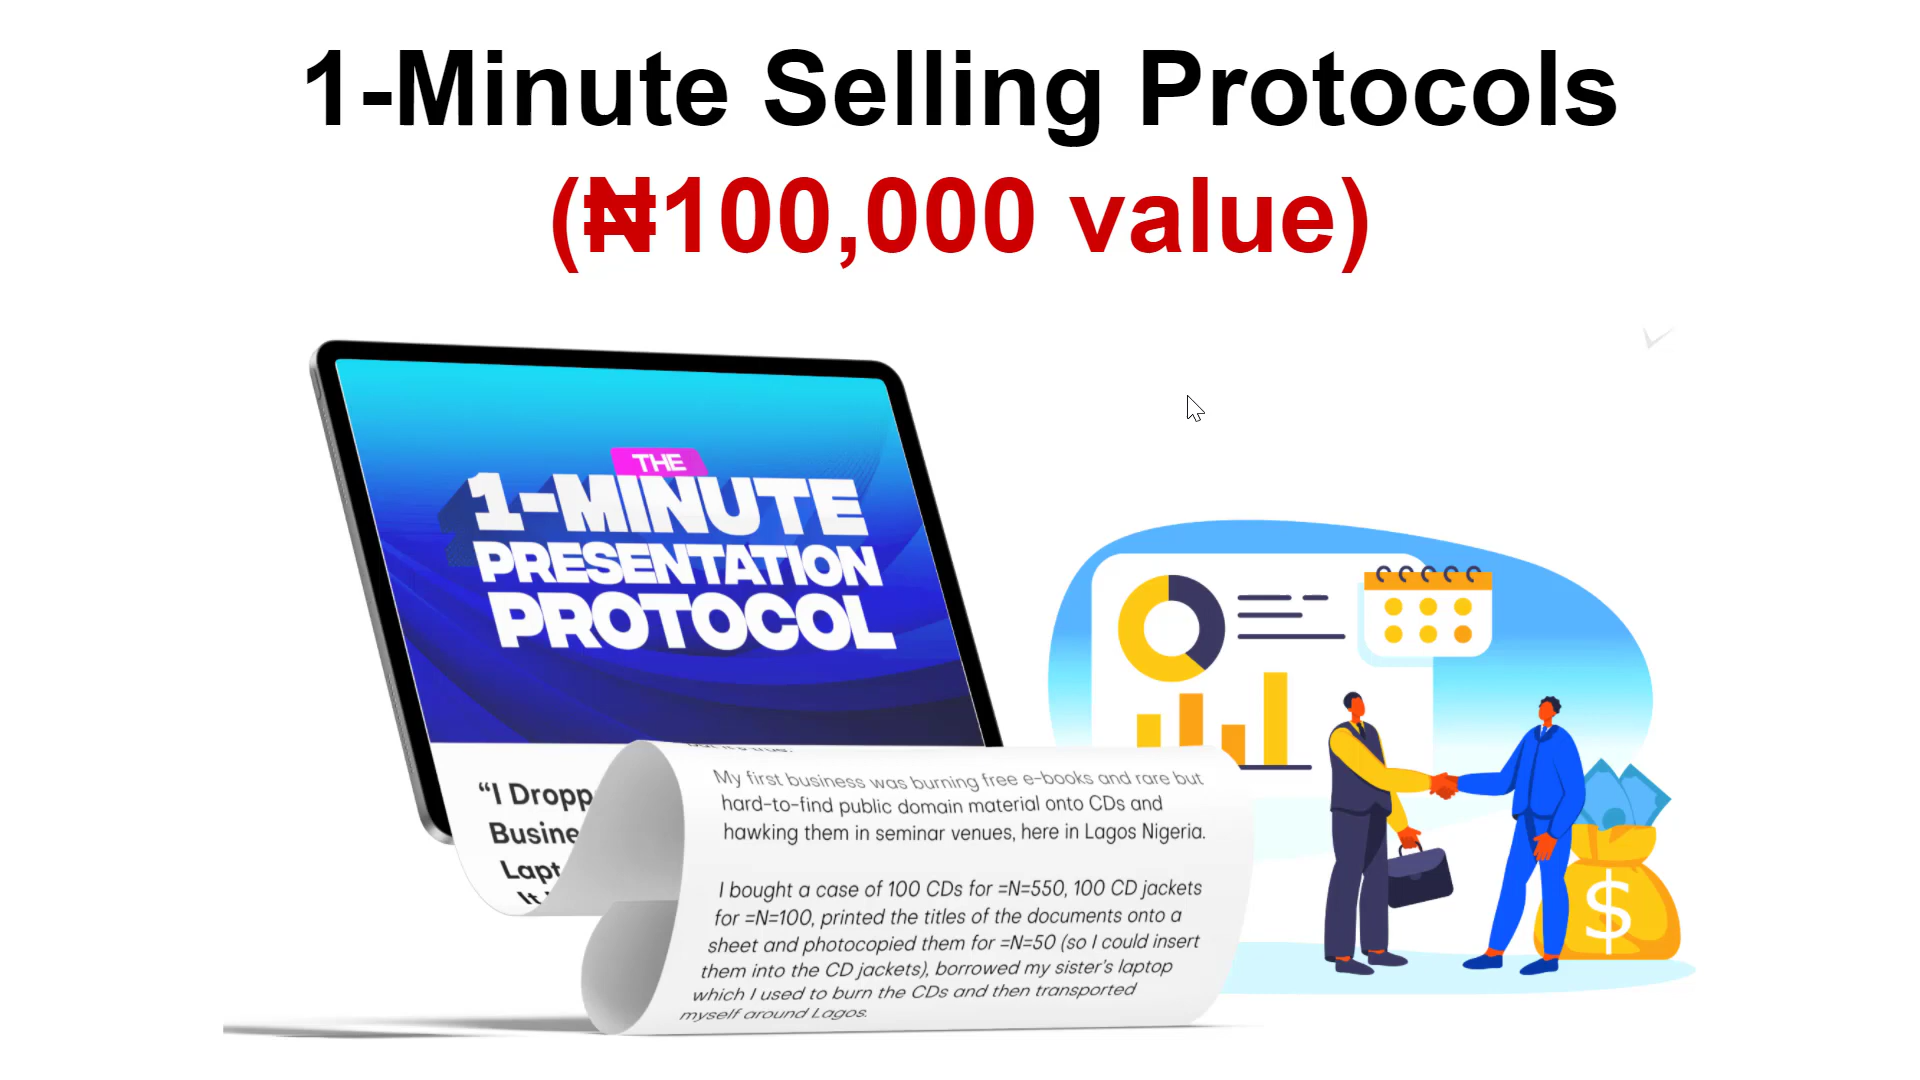 1-Minute Selling Protocols
(₦100,000 value)
THE
1-MINUTE
PRESENTATION
PROTOCOL
“I Dropp
Busine
Lapt
It
My first business was burning free e-books and rare but
hard-to-find public domain material onto CDs and
hawking them in seminar venues, here in Lagos Nigeria.
I bought a case of 100 CDs for =N=550, 100 CD jackets
for =N=100, printed the titles of the documents onto a
sheet and photocopied them for =N=50 (so I could insert
them into the CD jackets), borrowed my sister’s laptop
which I used to burn the CDs and then transported
myself around Lagos.
$